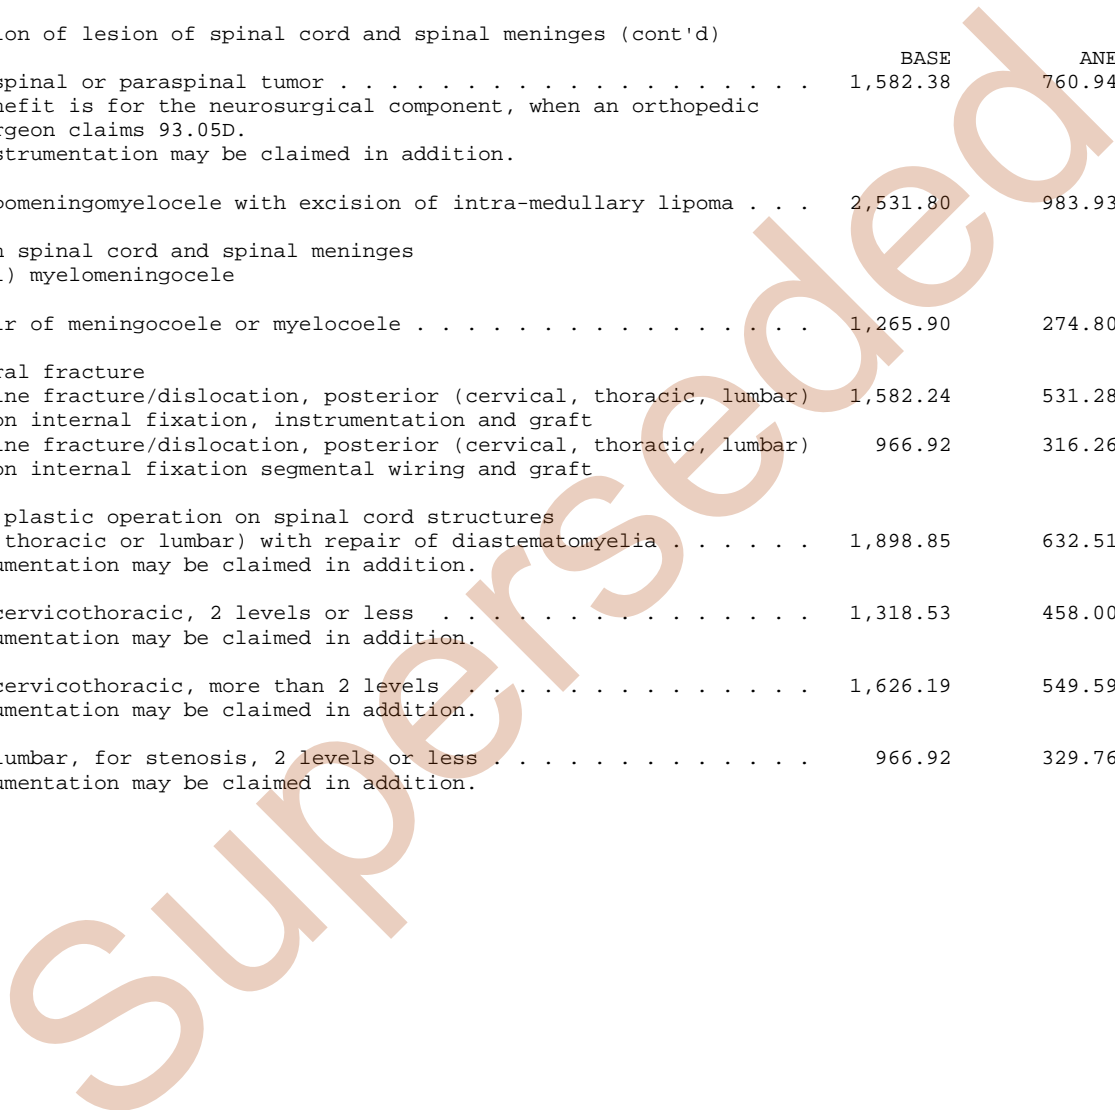 ion of lesion of spinal cord and spinal meninges (cont'd)
BASE ANE
spinal or paraspinal tumor . . . . . . . . . . . . . . . . . . . 1,582.38 760.94
nefit is for the neurosurgical component, when an orthopedic
rgeon claims 93.05D.
strumentation may be claimed in addition.
pomeningomyelocele with excision of intra-medullary lipoma . . . 2,531.80 983.93
n spinal cord and spinal meninges
l) myelomeningocele
ir of meningocoele or myelocoele . . . . . . . . . . . . . . . . 1,265.90 274.80
ral fracture
ine fracture/dislocation, posterior (cervical, thoracic, lumbar) 1,582.24 531.28
on internal fixation, instrumentation and graft
ine fracture/dislocation, posterior (cervical, thoracic, lumbar) 966.92 316.26
on internal fixation segmental wiring and graft
plastic operation on spinal cord structures
thoracic or lumbar) with repair of diastematomyelia . . . . . . 1,898.85 632.51
umentation may be claimed in addition.
cervicothoracic, 2 levels or less . . . . . . . . . . . . . . . 1,318.53 458.00
umentation may be claimed in addition.
cervicothoracic, more than 2 levels . . . . . . . . . . . . . . 1,626.19 549.59
umentation may be claimed in addition.
lumbar, for stenosis, 2 levels or less . . . . . . . . . . . . . 966.92 329.76
umentation may be claimed in addition.
Superseded